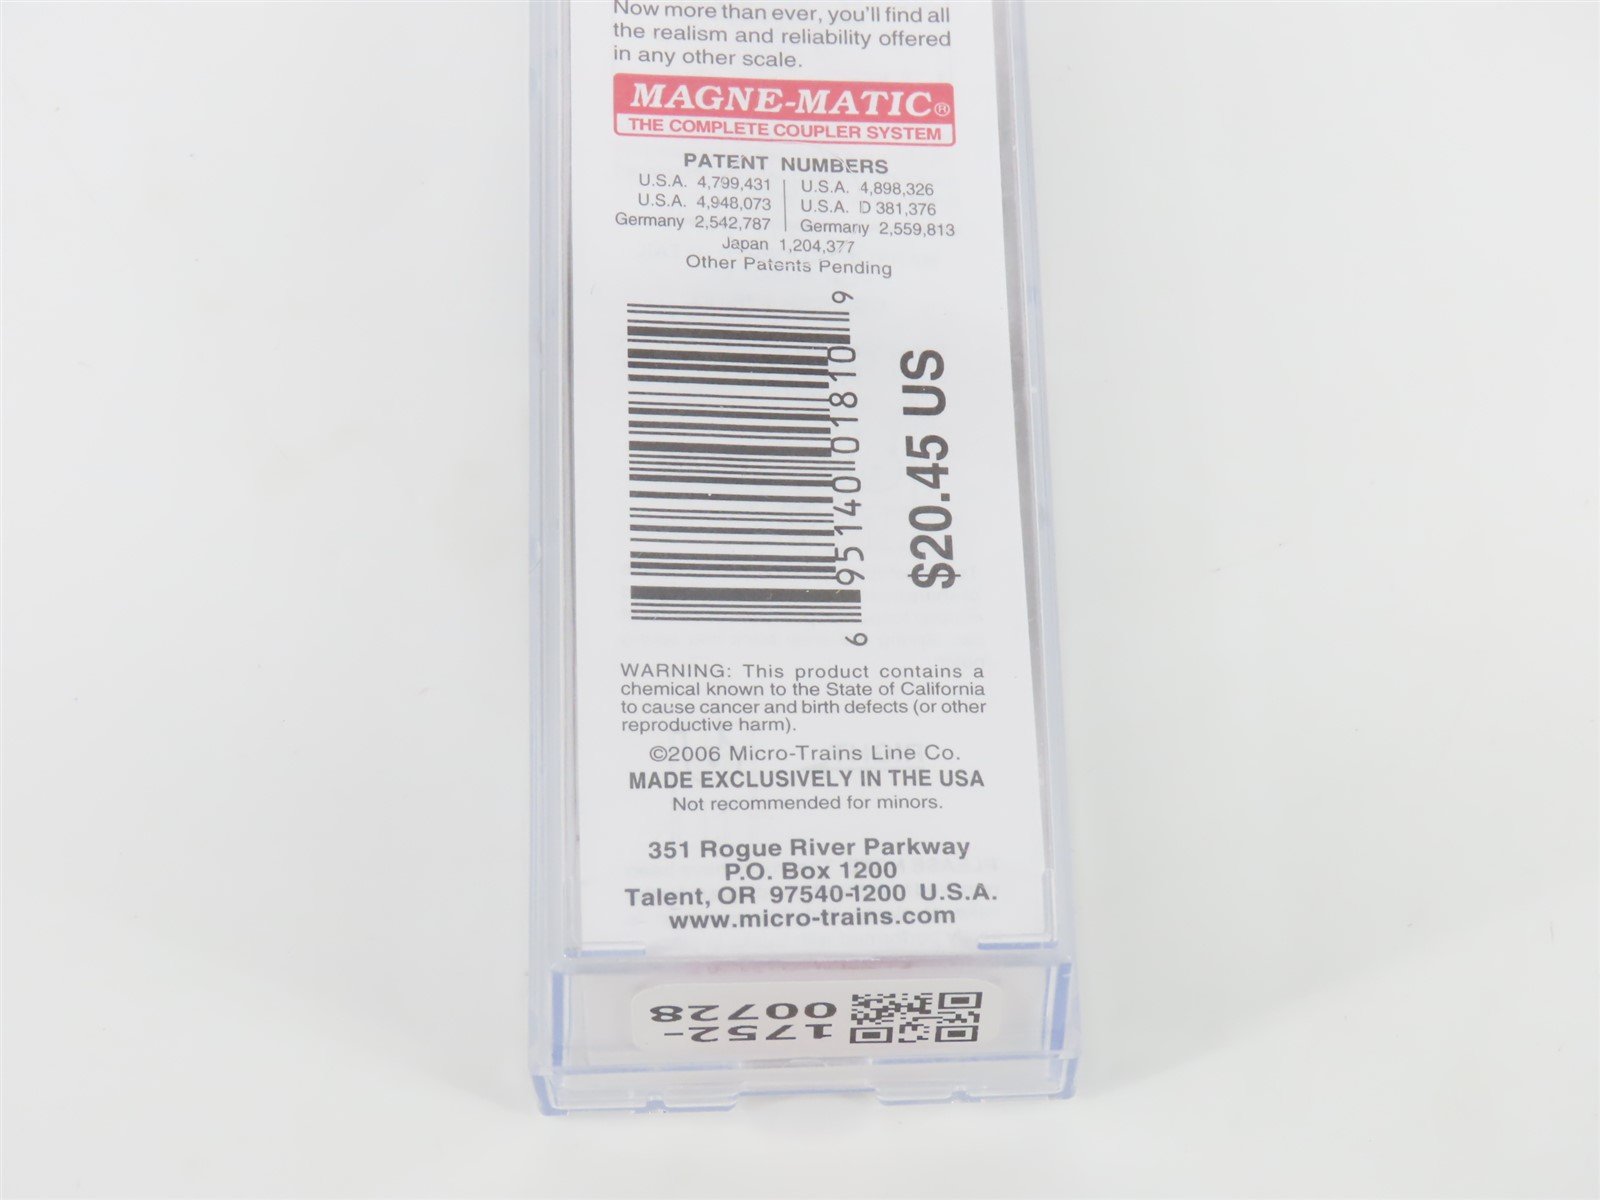 Now more than ever, you'll find all
the realism and reliability offered
in any other scale.
MAGNE-MATIC®
THE COMPLETE COUPLER SYSTEM
PATENT NUMBERS
U.S.A. 4,799,431 U.S.A. 4,898,326
U.S.A. 4,948,073 U.S.A. D 381,376
Germany 2,542,787 Germany 2,559,813
Japan 1,204,377
Other Patents Pending
6 95140 01810 9
$20.45 US
WARNING: This product contains a
chemical known to the State of California
to cause cancer and birth defects (or other
reproductive harm).
©2006 Micro-Trains Line Co.
MADE EXCLUSIVELY IN THE USA
Not recommended for minors.
351 Rogue River Parkway
P.O. Box 1200
Talent, OR 97540-1200 U.S.A.
www.micro-trains.com
1752-
00728